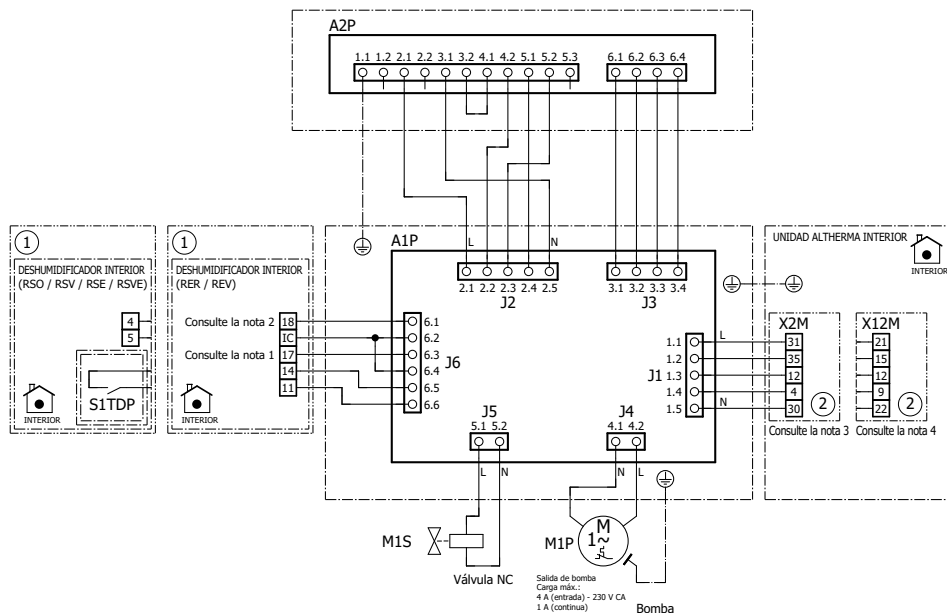 A2P
1.1 1.2 2.1 2.2 3.1 3.2 4.1 4.2 5.1 5.2 5.3 6.1 6.2 6.3 6.4
1
DESHUMIDIFICADOR INTERIOR
(RSO / RSV / RSE / RSVE)
4
5
S1TDP
INTERIOR
1
DESHUMIDIFICADOR INTERIOR
(RER / REV)
Consulte la nota 2
18
IC
Consulte la nota 1
17
14
11
INTERIOR
A1P
L N
2.1 2.2 2.3 2.4 2.5
J2
3.1 3.2 3.3 3.4
J3
6.1
6.2
6.3
6.4
6.5
6.6
J6
1.1
1.2
1.3
1.4
1.5
J1
L
N
J5
5.1 5.2
L N
J4
4.1 4.2
N L
UNIDAD ALTHERMA INTERIOR
INTERIOR
X2M
31
35
12
4
30
2
Consulte la nota 3
X12M
21
15
12
9
22
2
Consulte la nota 4
M1S
Válvula NC
M1P
M
1~
Salida de bomba
Carga máx.:
4 A (entrada) - 230 V CA
1 A (continua)
Bomba